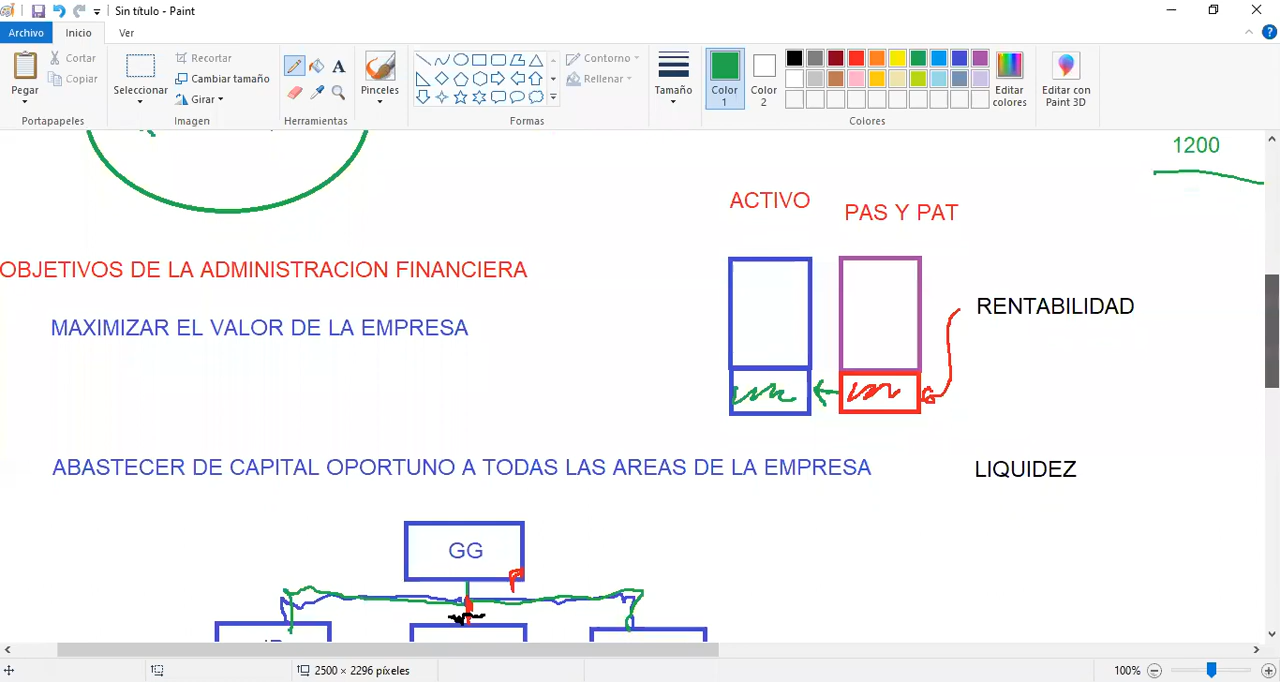 Sin título - Paint
Archivo
Inicio
Ver
Pegar
Cortar
Copiar
Portapapeles
Seleccionar
Recortar
Cambiar tamaño
Girar
Imagen
A
Herramientas
Pinceles
Contorno
Rellenar
Formas
Tamaño
Color 1
Color 2
Editar colores
Colores
Editar con Paint 3D
1200
ACTIVO
PAS Y PAT
OBJETIVOS DE LA ADMINISTRACION FINANCIERA
RENTABILIDAD
MAXIMIZAR EL VALOR DE LA EMPRESA
ABASTECER DE CAPITAL OPORTUNO A TODAS LAS AREAS DE LA EMPRESA
LIQUIDEZ
GG
2500 × 2296 píxeles
100%